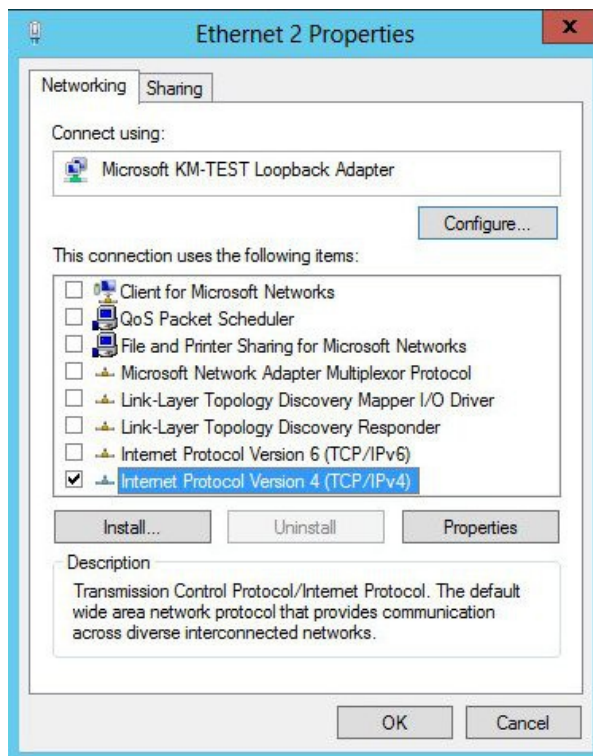 Ethernet 2 Properties
x
Networking
Sharing
Connect using:
Microsoft KM-TEST Loopback Adapter
Configure...
This connection uses the following items:
Client for Microsoft Networks
QoS Packet Scheduler
File and Printer Sharing for Microsoft Networks
Microsoft Network Adapter Multiplexor Protocol
Link-Layer Topology Discovery Mapper I/O Driver
Link-Layer Topology Discovery Responder
Internet Protocol Version 6 (TCP/IPv6)
Internet Protocol Version 4 (TCP/IPv4)
Install...
Uninstall
Properties
Description
Transmission Control Protocol/Internet Protocol. The default
wide area network protocol that provides communication
across diverse interconnected networks.
OK
Cancel